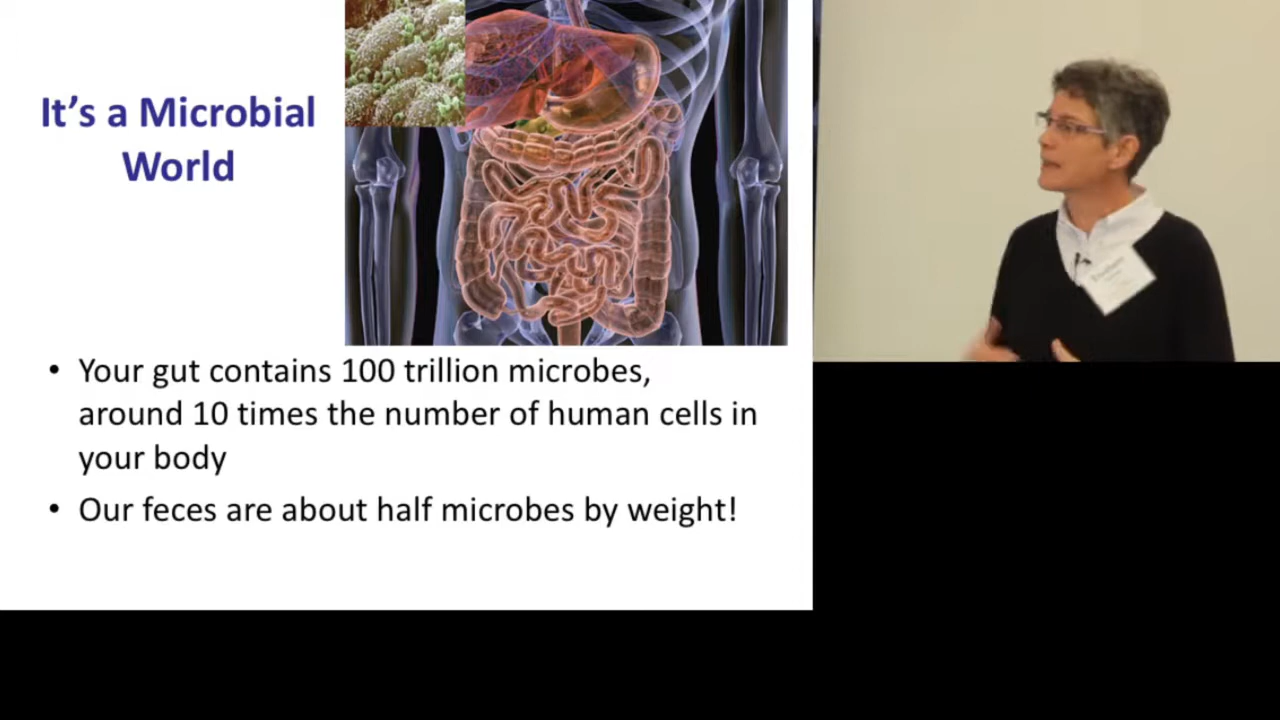 It's a Microbial
World
• Your gut contains 100 trillion microbes,
around 10 times the number of human cells in
your body
• Our feces are about half microbes by weight!